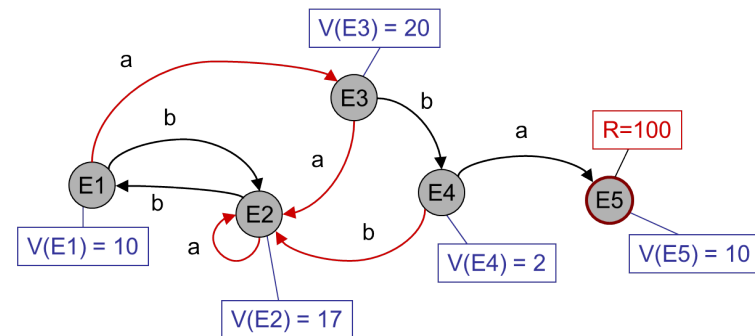 V(E3) = 20
a
E3
b
b
a
R=100
a
E1
E4
E5
b
E2
a
b
V(E1) = 10
V(E4) = 2
V(E5) = 10
V(E2) = 17